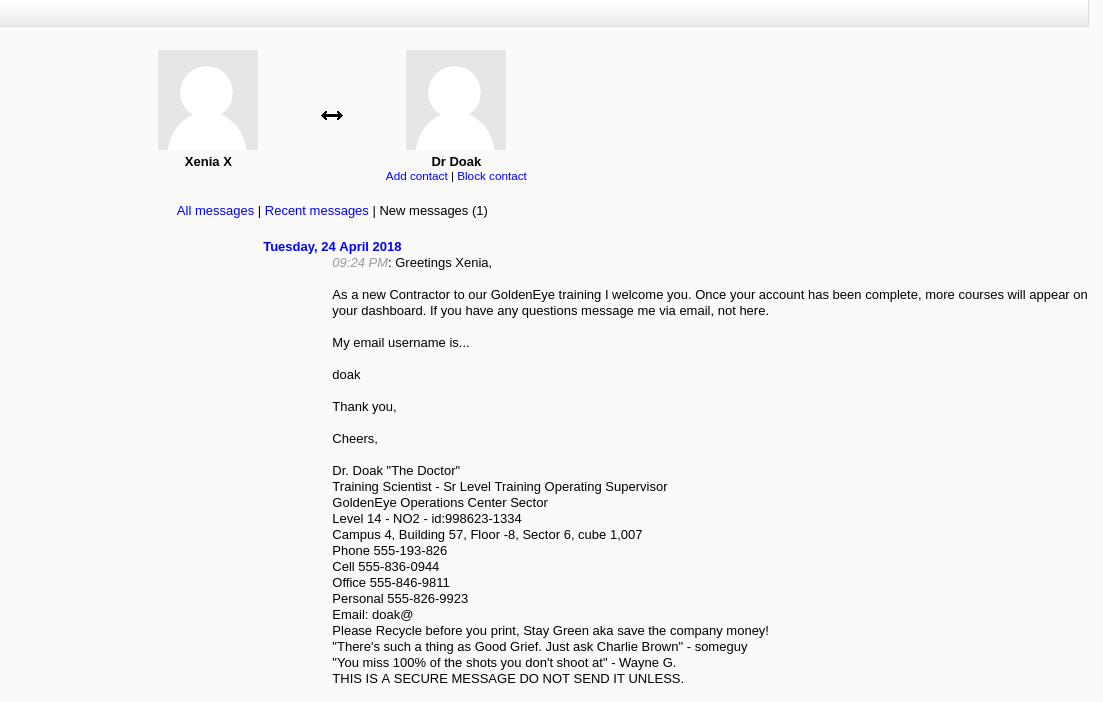 Xenia X
Dr Doak
Add contact | Block contact
All messages | Recent messages | New messages (1)
Tuesday, 24 April 2018
09:24 PM: Greetings Xenia,
As a new Contractor to our GoldenEye training I welcome you. Once your account has been complete, more courses will appear on
your dashboard. If you have any questions message me via email, not here.
My email username is...
doak
Thank you,
Cheers,
Dr. Doak "The Doctor"
Training Scientist - Sr Level Training Operating Supervisor
GoldenEye Operations Center Sector
Level 14 - NO2 - id:998623-1334
Campus 4, Building 57, Floor -8, Sector 6, cube 1,007
Phone 555-193-826
Cell 555-836-0944
Office 555-846-9811
Personal 555-826-9923
Email: doak@
Please Recycle before you print, Stay Green aka save the company money!
"There's such a thing as Good Grief. Just ask Charlie Brown" - someguy
"You miss 100% of the shots you don't shoot at" - Wayne G.
THIS IS A SECURE MESSAGE DO NOT SEND IT UNLESS.